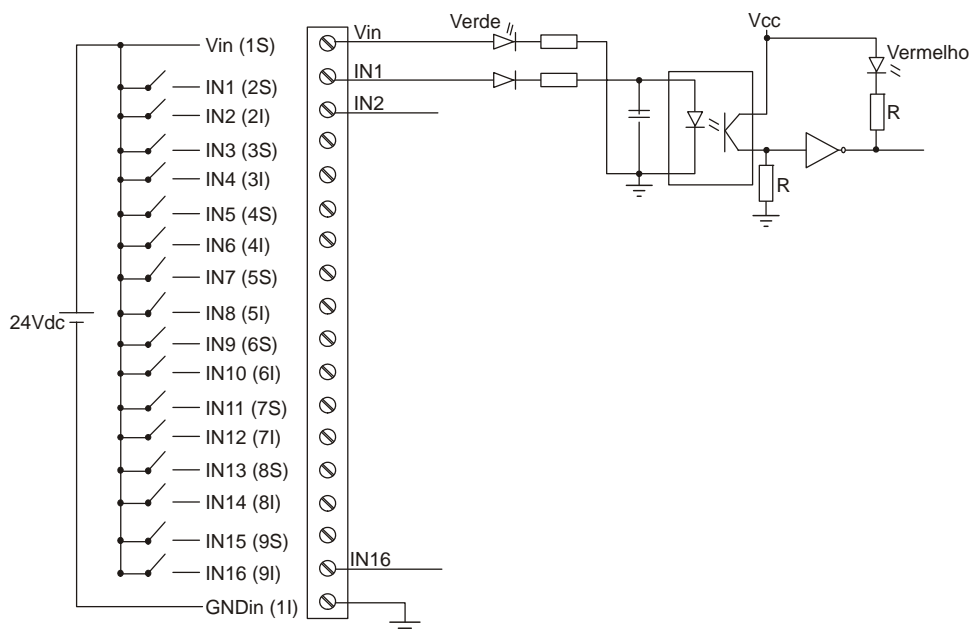 Vin (1S)
IN1 (2S)
IN2 (2I)
IN3 (3S)
IN4 (3I)
IN5 (4S)
IN6 (4I)
IN7 (5S)
IN8 (5I)
IN9 (6S)
IN10 (6I)
IN11 (7S)
IN12 (7I)
IN13 (8S)
IN14 (8I)
IN15 (9S)
IN16 (9I)
GNDin (1I)
24Vdc
Vin
IN1
IN2
IN16
Verde
Vcc
Vermelho
R
R